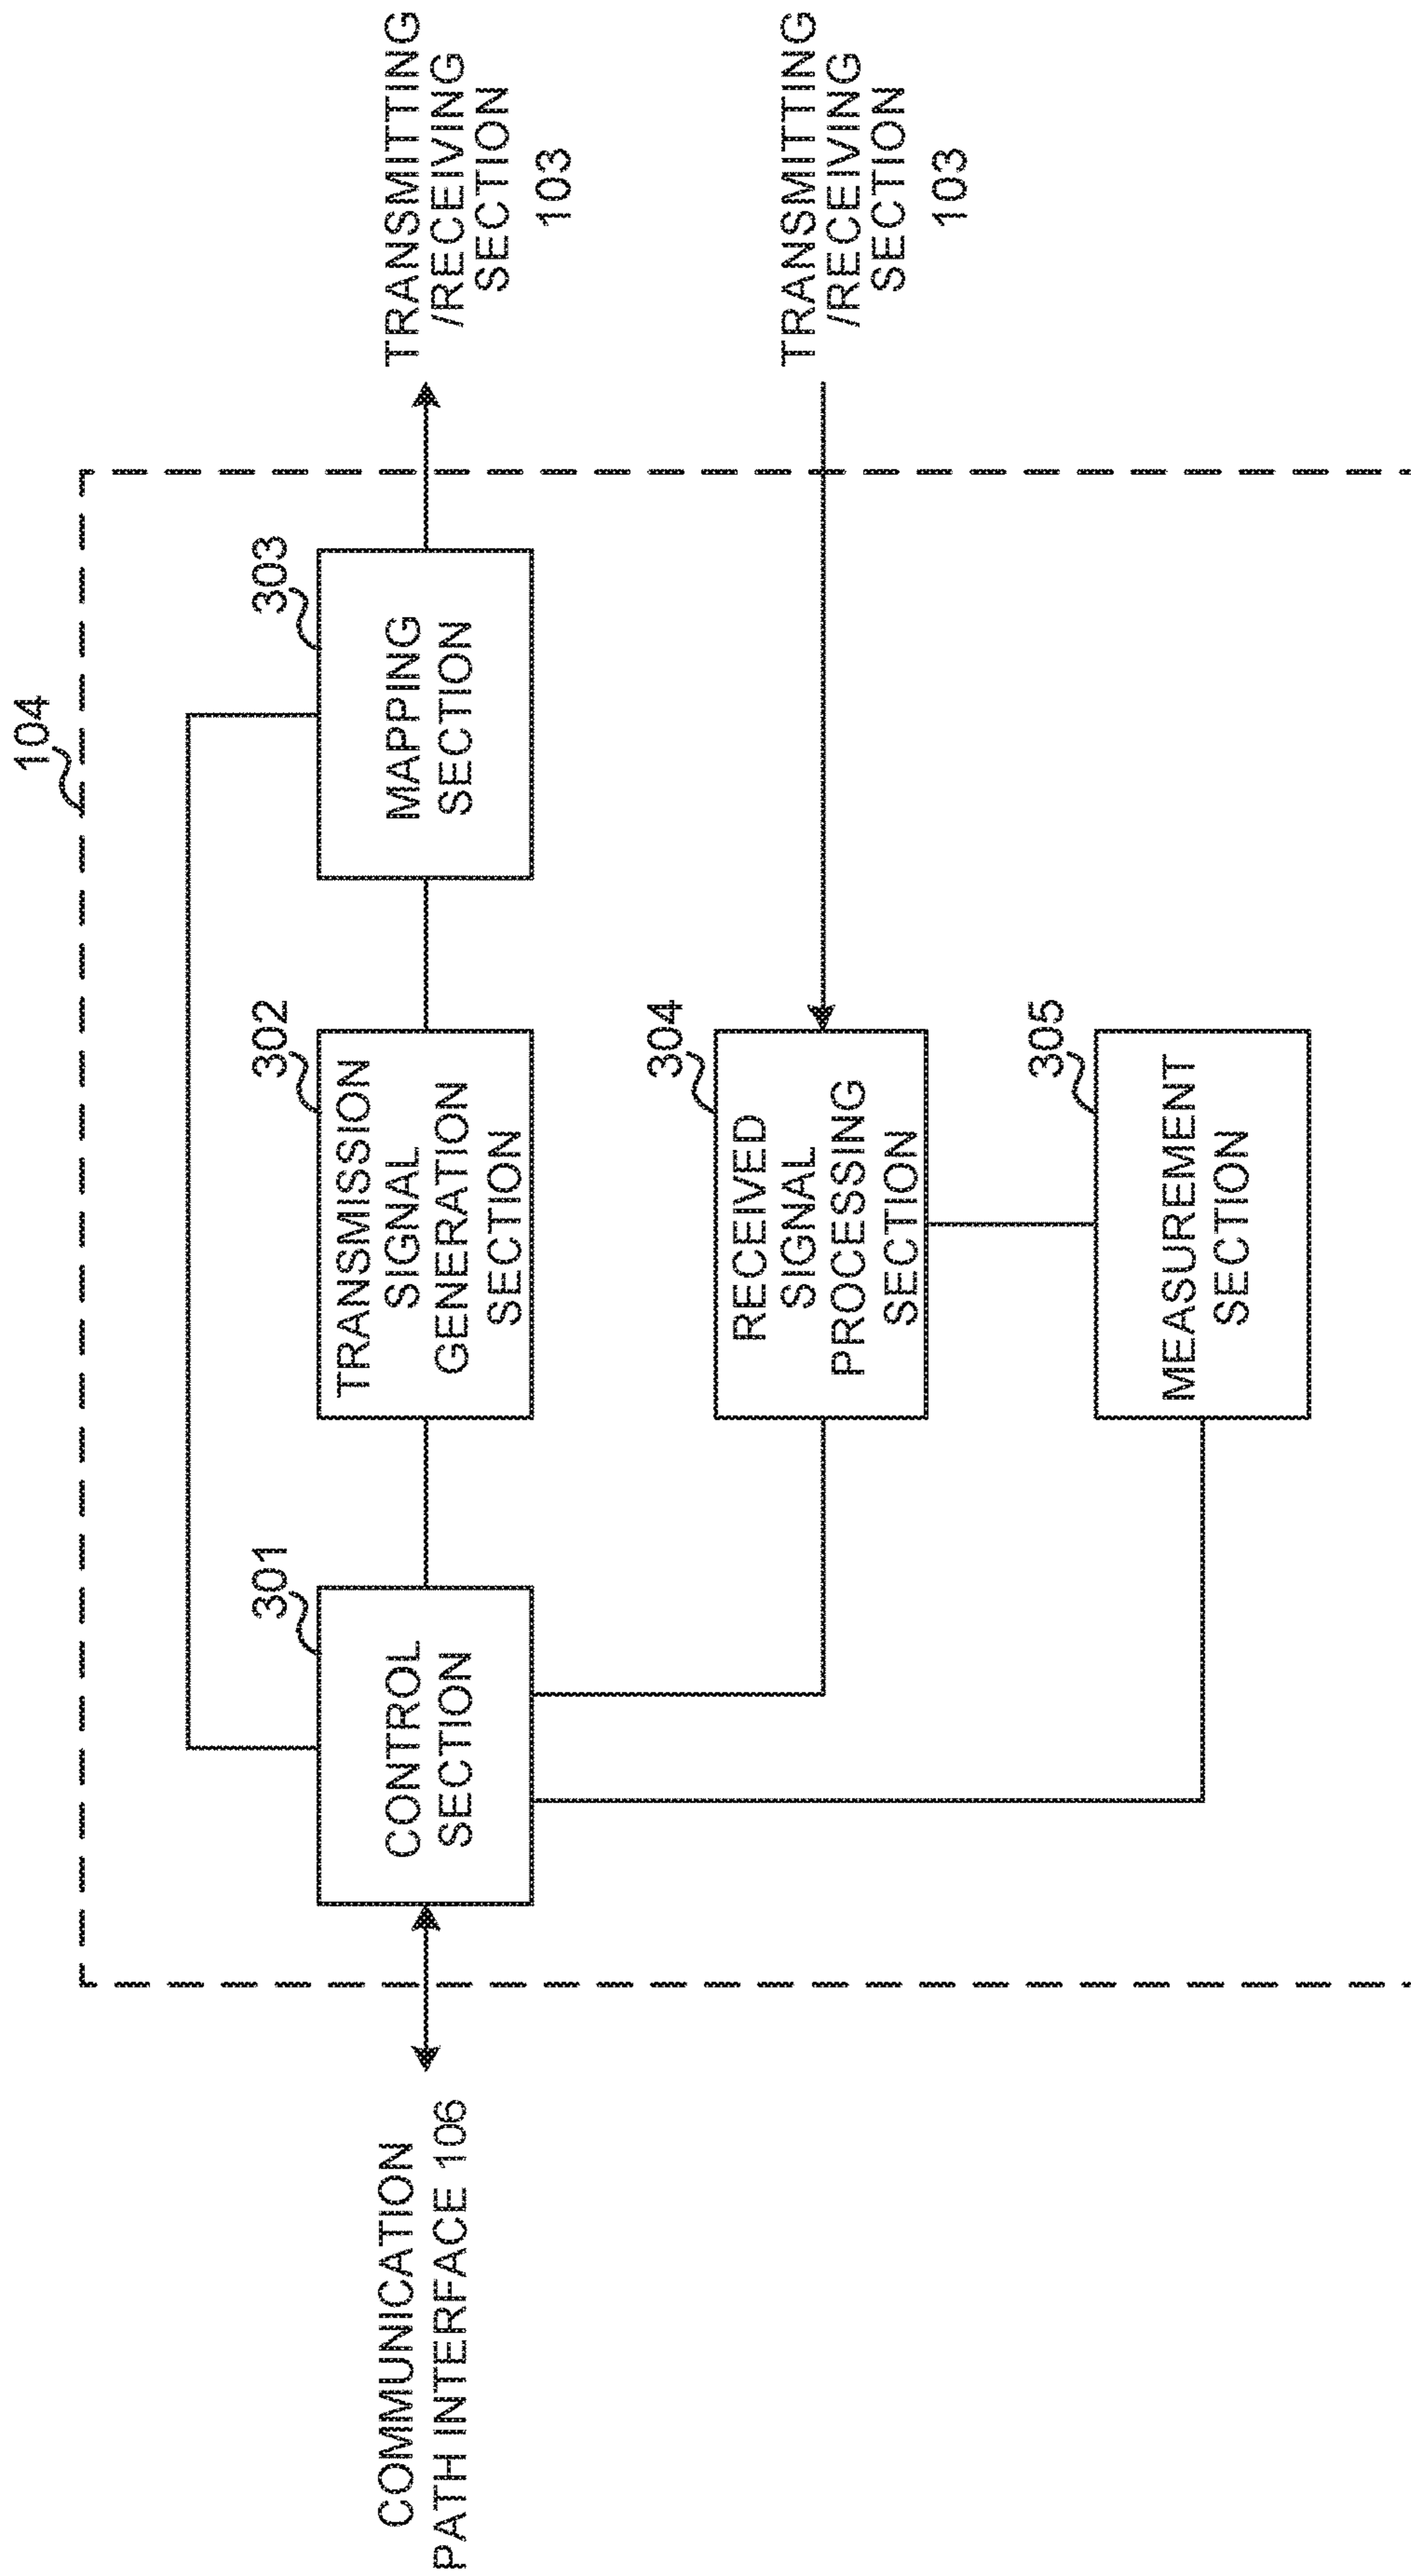 104
301
302
303
COMMUNICATION
PATH INTERFACE 106
CONTROL
SECTION
TRANSMISSION
SIGNAL
GENERATION
SECTION
MAPPING
SECTION
TRANSMITTING
/RECEIVING
SECTION
103
304
RECEIVED
SIGNAL
PROCESSING
SECTION
TRANSMITTING
/RECEIVING
SECTION
103
305
MEASUREMENT
SECTION